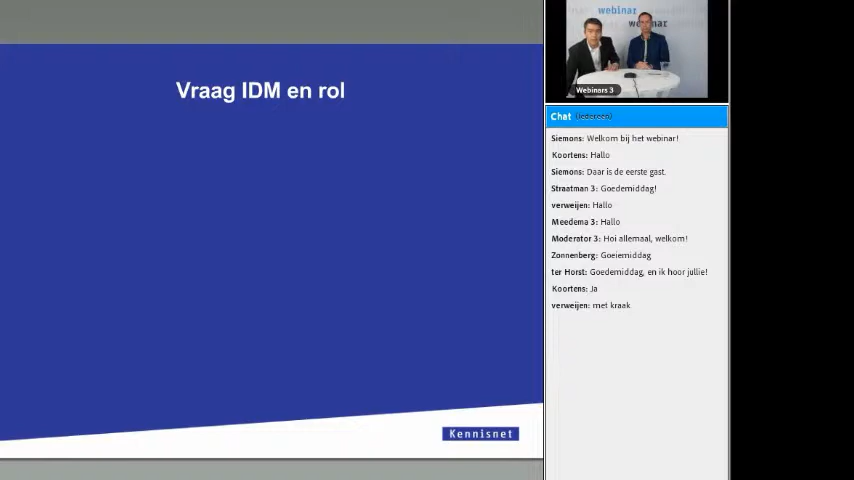 Vraag IDM en rol
Kennisnet
webinar
webinar
Webinars 3
Chat (Iedereen)
Siemons: Welkom bij het webinar!
Koortens: Hallo
Siemons: Daar is de eerste gast.
Straatman 3: Goedemiddag!
verweijen: Hallo
Meedema 3: Hallo
Moderator 3: Hoi allemaal, welkom!
Zonnenberg: Goeiemiddag
ter Horst: Goedemiddag, en ik hoor jullie!
Koortens: Ja
verweijen: met kraak